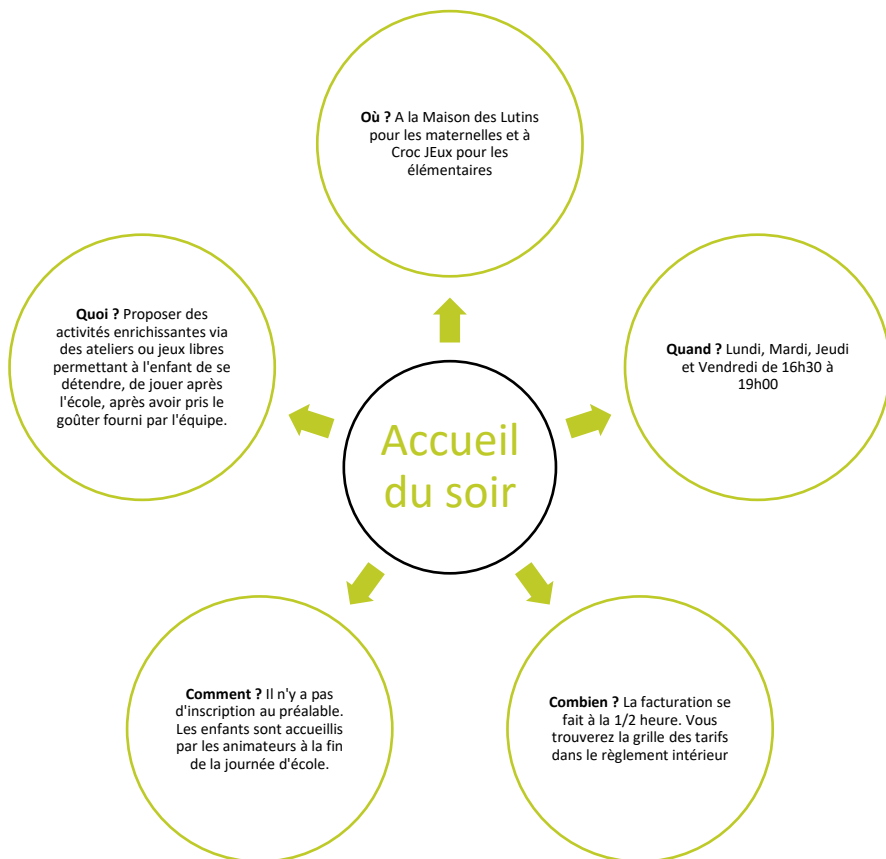 Où ? A la Maison des Lutins
pour les maternelles et à
Croc JEux pour les
élémentaires
Quand ? Lundi, Mardi, Jeudi
et Vendredi de 16h30 à
19h00
Combien ? La facturation se
fait à la 1/2 heure. Vous
trouverez la grille des tarifs
dans le règlement intérieur
Comment ? Il n'y a pas
d'inscription au préalable.
Les enfants sont accueillis
par les animateurs à la fin
de la journée d'école.
Quoi ? Proposer des
activités enrichissantes via
des ateliers ou jeux libres
permettant à l'enfant de se
détendre, de jouer après
l'école, après avoir pris le
goûter fourni par l'équipe.
Accueil
du soir